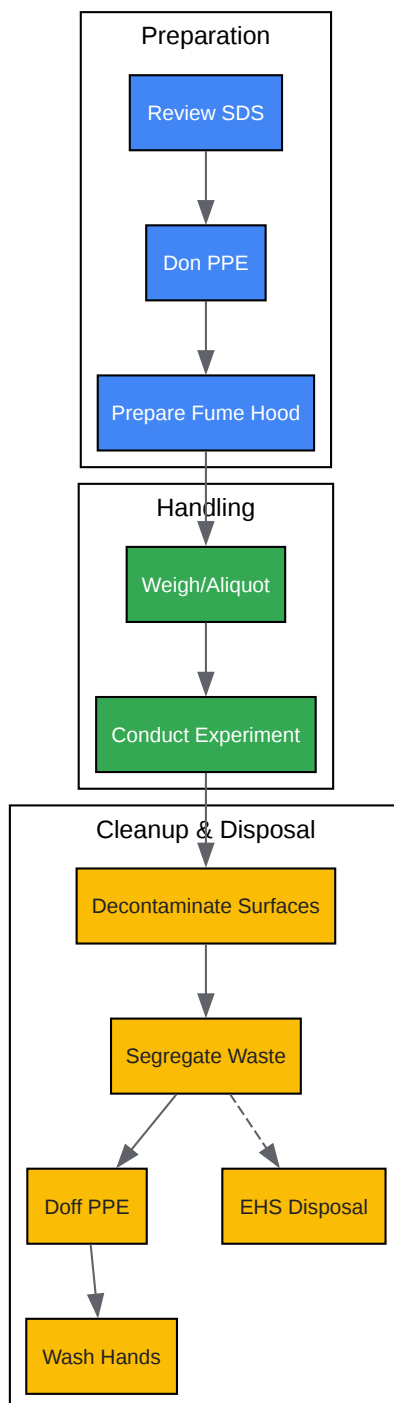 Preparation
Review SDS
Don PPE
Prepare Fume Hood
Handling
Weigh/Aliquot
Conduct Experiment
Cleanup & Disposal
Decontaminate Surfaces
Segregate Waste
Doff PPE
EHS Disposal
Wash Hands